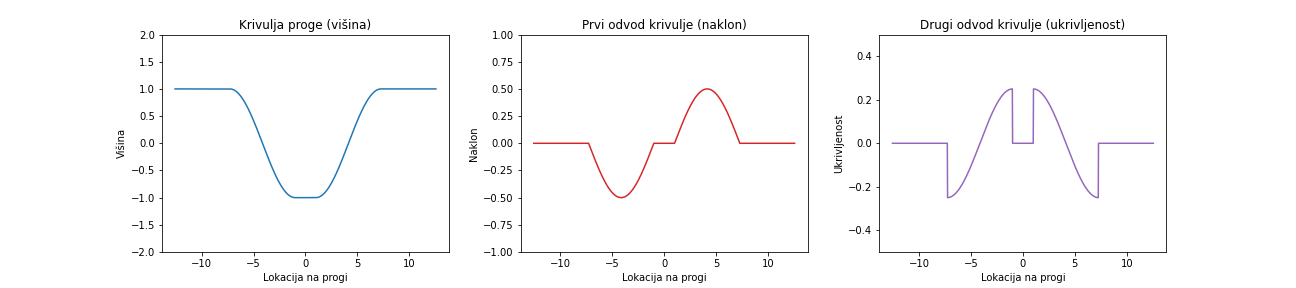 Krivulja proge (višina)
2.0
1.5
1.0
0.5
0.0
−0.5
−1.0
−1.5
−2.0
Višina
−10 −5 0 5 10
Lokacija na progi
Prvi odvod krivulje (naklon)
1.00
0.75
0.50
0.25
0.00
−0.25
−0.50
−0.75
−1.00
Naklon
−10 −5 0 5 10
Lokacija na progi
Drugi odvod krivulje (ukrivljenost)
0.4
0.2
0.0
−0.2
−0.4
Ukrivljenost
−10 −5 0 5 10
Lokacija na progi